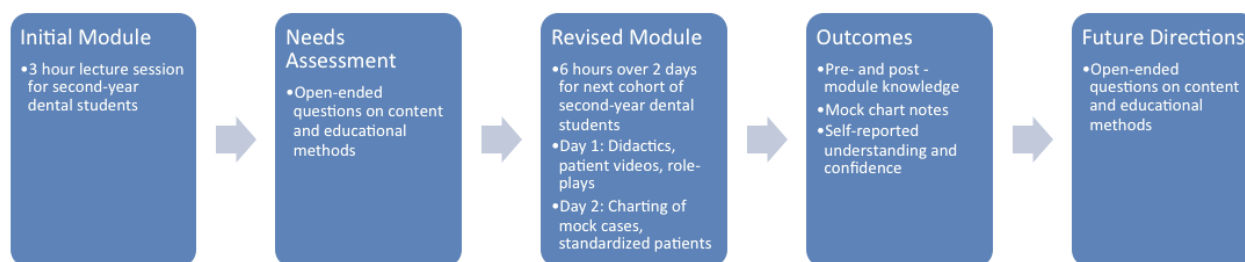 Initial Module
•3 hour lecture session
for second-year
dental students
Needs
Assessment
•Open-ended
questions on content
and educational
methods
Revised Module
•6 hours over 2 days
for next cohort of
second-year dental
students
•Day 1: Didactics,
patient videos, role-
plays
•Day 2: Charting of
mock cases,
standardized patients
Outcomes
•Pre- and post -
module knowledge
•Mock chart notes
•Self-reported
understanding and
confidence
Future Directions
•Open-ended
questions on content
and educational
methods